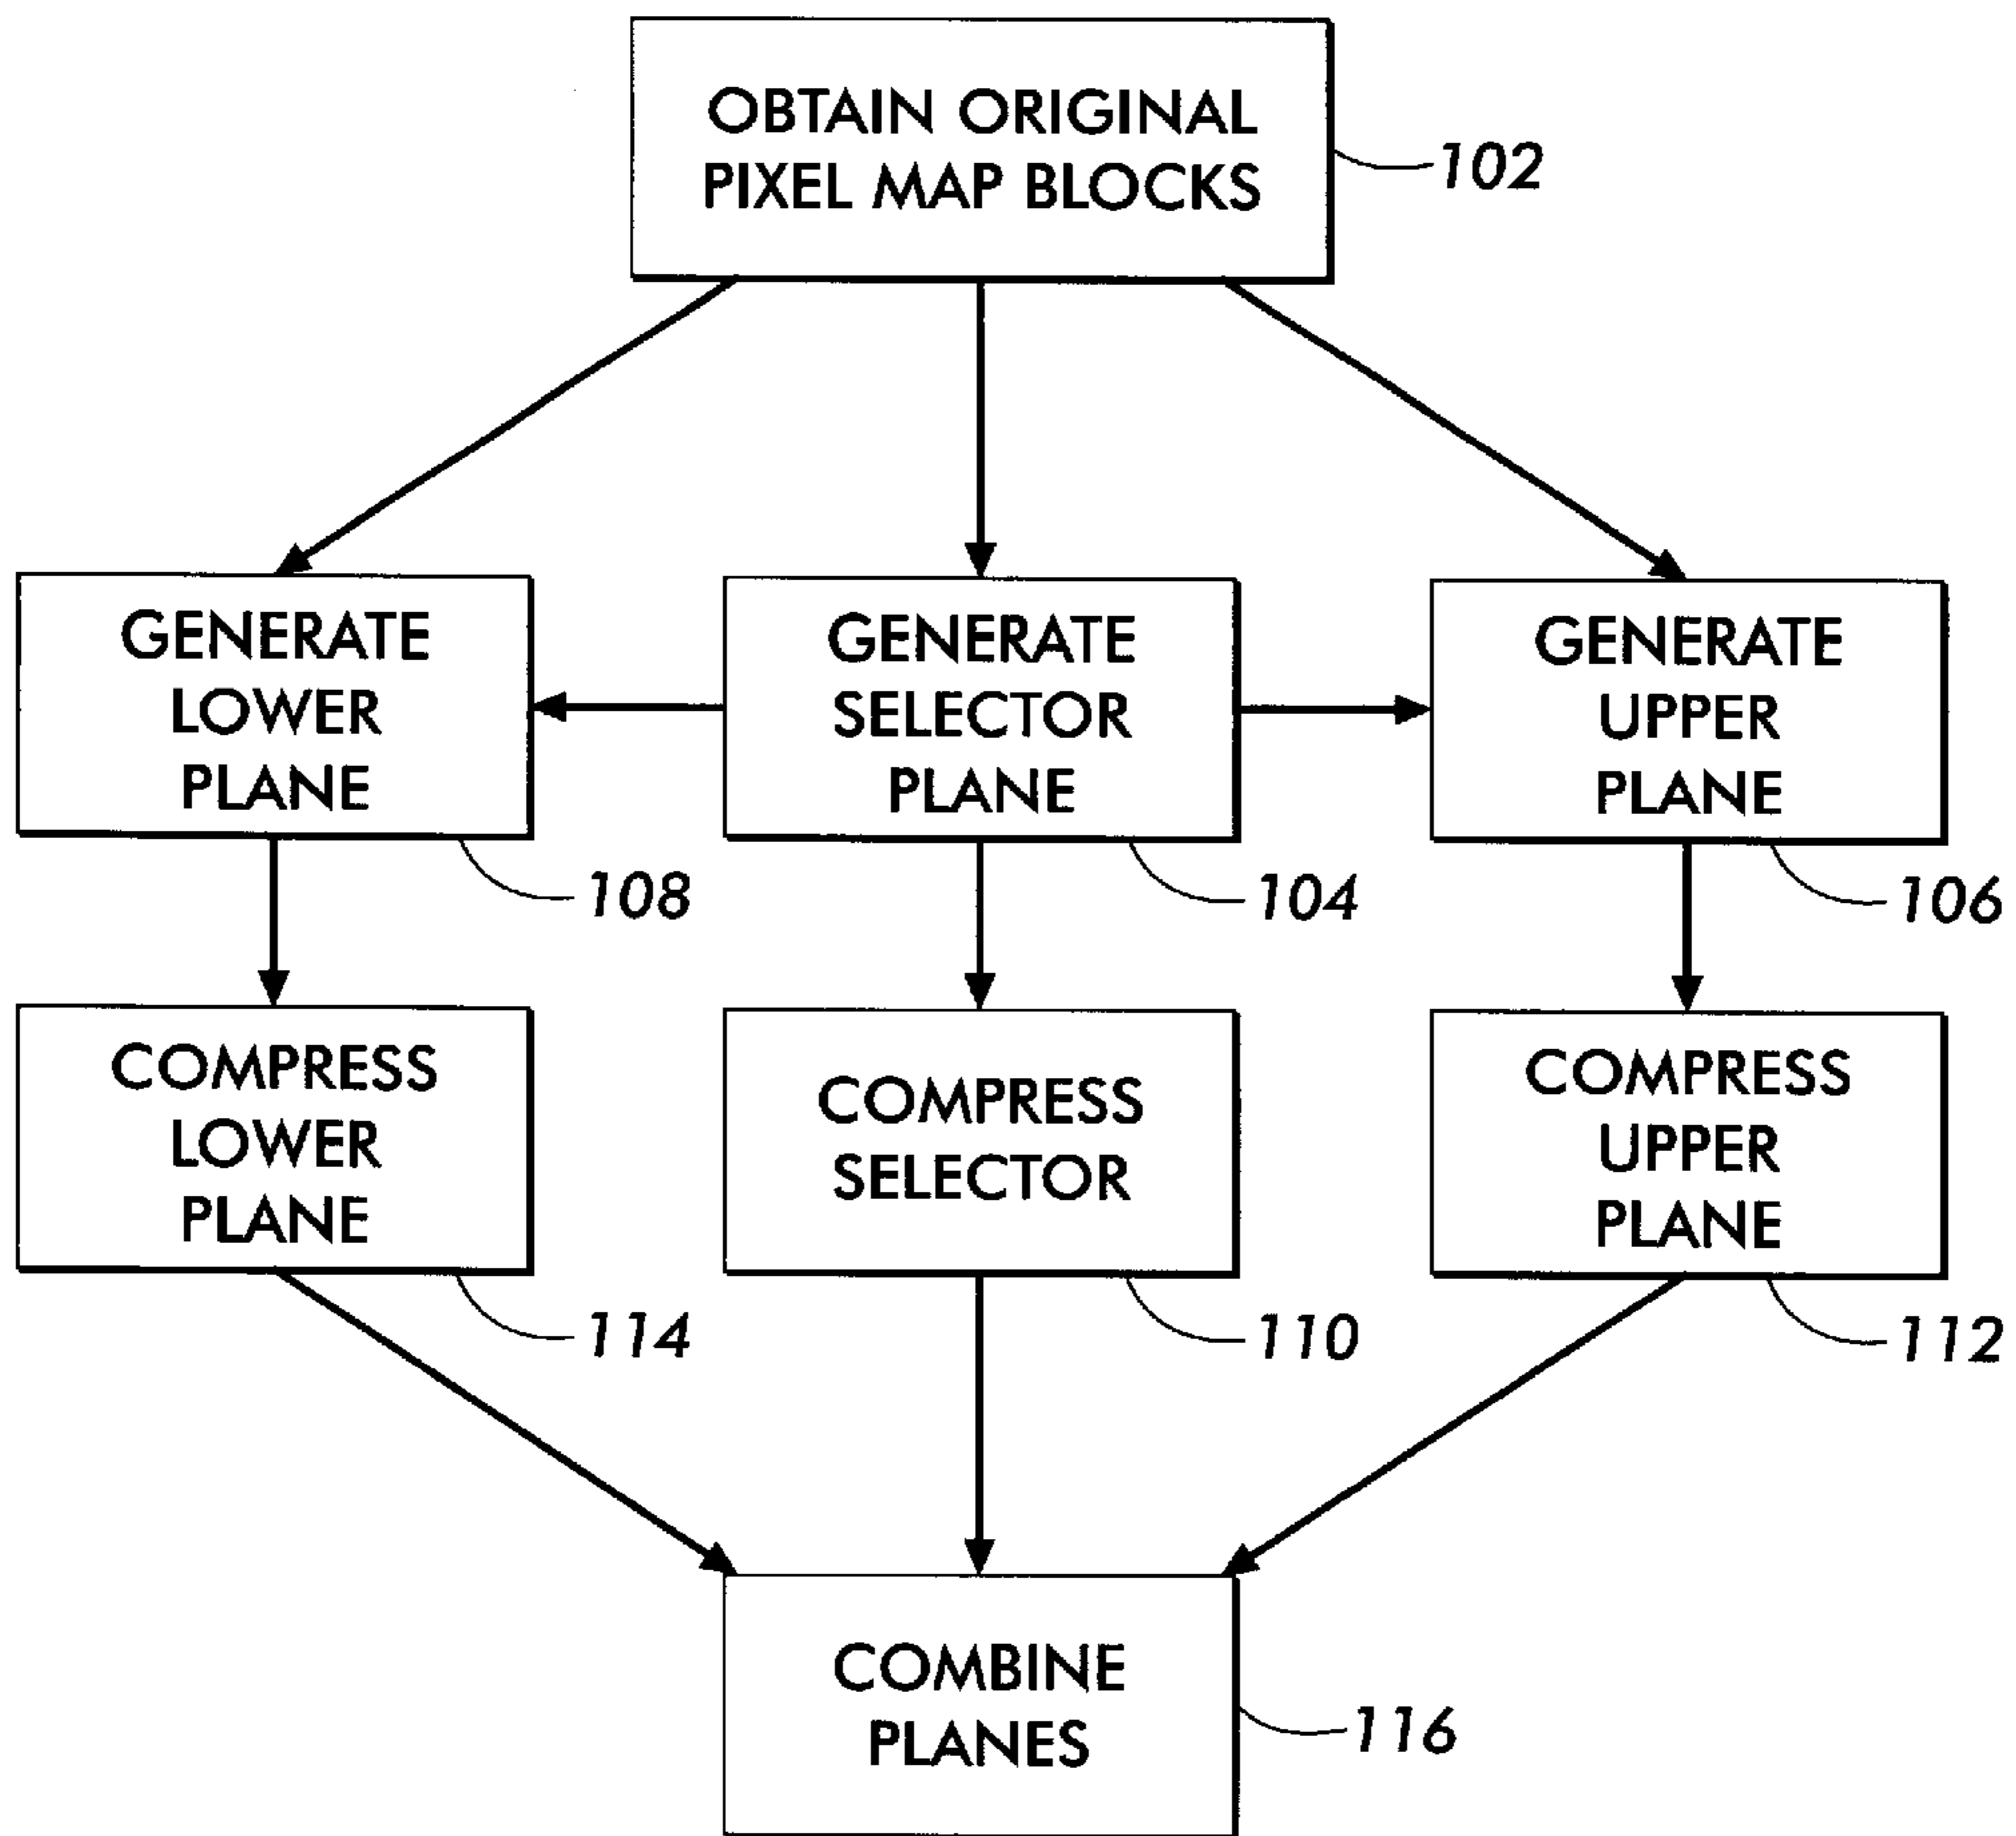 OBTAIN ORIGINAL
PIXEL MAP BLOCKS
102
GENERATE
LOWER
PLANE
108
GENERATE
SELECTOR
PLANE
104
GENERATE
UPPER
PLANE
106
COMPRESS
LOWER
PLANE
114
COMPRESS
SELECTOR
110
COMPRESS
UPPER
PLANE
112
COMBINE
PLANES
116